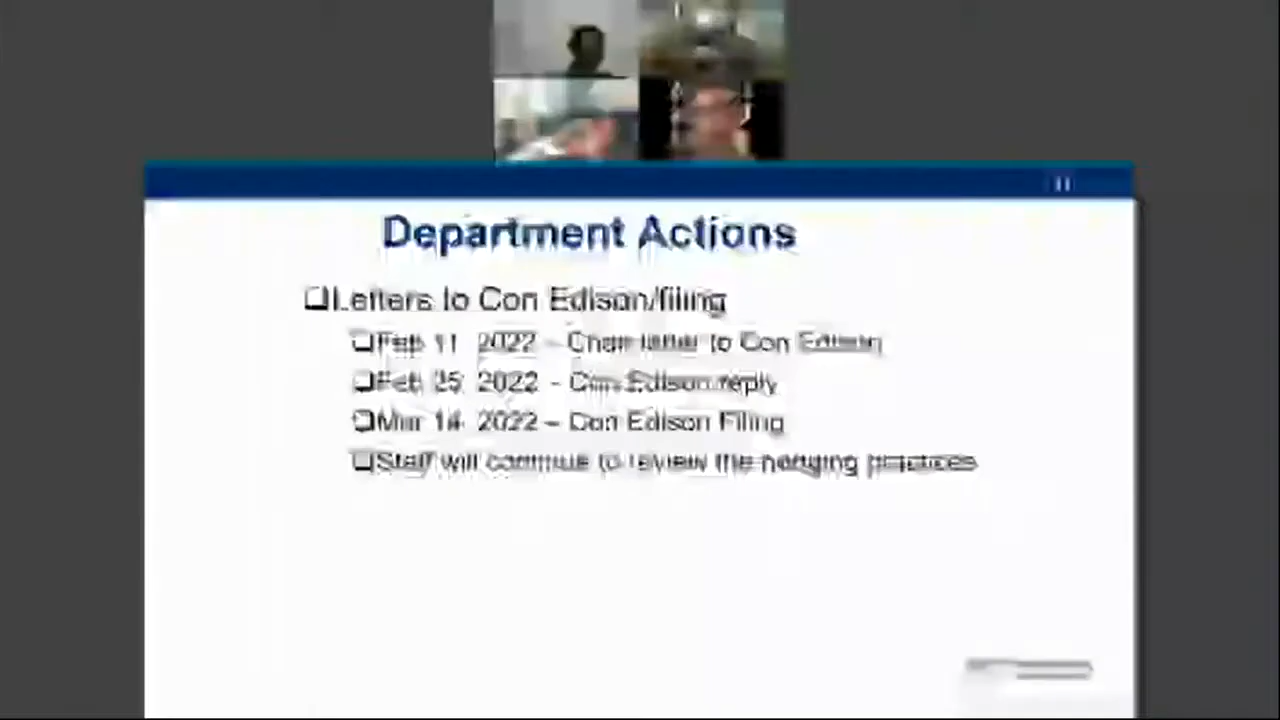 11
Department Actions
❑Letters to Con Edison/filing
❑Feb 11, 2022 – Chair letter to Con Edison
❑Feb 25, 2022 - Con Edison reply
❑Mar 14, 2022 – Con Edison Filing
❑Staff will continue to review the hedging practices